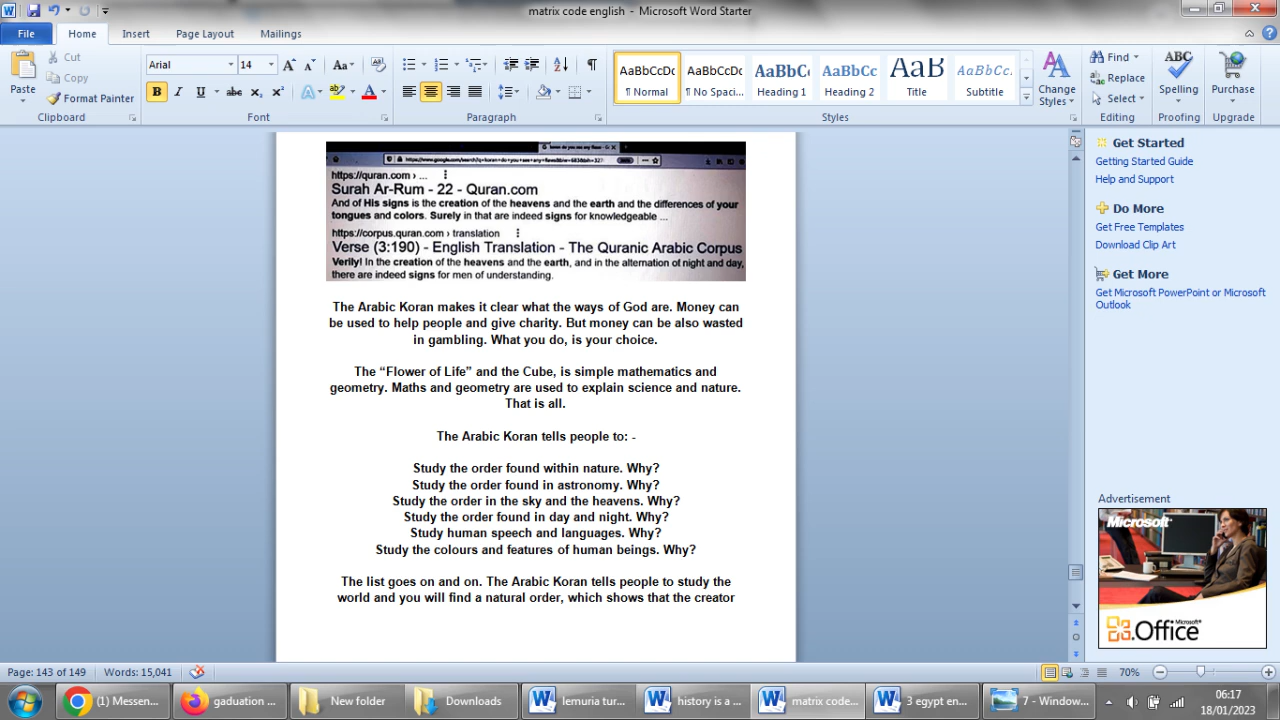 matrix code english - Microsoft Word Starter
File Home Insert Page Layout Mailings
Paste
Cut
Copy
Format Painter
Clipboard
Arial 14
Aa
B I U abc x₂ x² A ab A
Font
Paragraph
AaBbCcDc AaBbCcDc AaBbCc AaBbCc AaB AaBbCcDc
¶ Normal ¶ No Spaci... Heading 1 Heading 2 Title Subtitle
Change
Styles
Styles
Find
Replace
Select
Editing
ABC
Spelling
Proofing
Purchase
Upgrade
https://quran.com › ...
Surah Ar-Rum - 22 - Quran.com
And of His signs is the creation of the heavens and the earth and the differences of your
tongues and colors. Surely in that are indeed signs for knowledgeable ...
https://corpus.quran.com › translation
Verse (3:190) - English Translation - The Quranic Arabic Corpus
Verily! In the creation of the heavens and the earth, and in the alternation of night and day,
there are indeed signs for men of understanding.
The Arabic Koran makes it clear what the ways of God are. Money can
be used to help people and give charity. But money can be also wasted
in gambling. What you do, is your choice.
The “Flower of Life” and the Cube, is simple mathematics and
geometry. Maths and geometry are used to explain science and nature.
That is all.
The Arabic Koran tells people to: -
Study the order found within nature. Why?
Study the order found in astronomy. Why?
Study the order in the sky and the heavens. Why?
Study the order found in day and night. Why?
Study human speech and languages. Why?
Study the colours and features of human beings. Why?
The list goes on and on. The Arabic Koran tells people to study the
world and you will find a natural order, which shows that the creator
Get Started
Getting Started Guide
Help and Support
Do More
Get Free Templates
Download Clip Art
Get More
Get Microsoft PowerPoint or Microsoft
Outlook
Advertisement
Microsoft
Microsoft
Office
Page: 143 of 149 Words: 15,041
70%
(1) Messen...
gaduation ...
New folder
Downloads
lemuria tur...
history is a ...
matrix code...
3 egypt en...
7 - Window...
06:17
18/01/2023